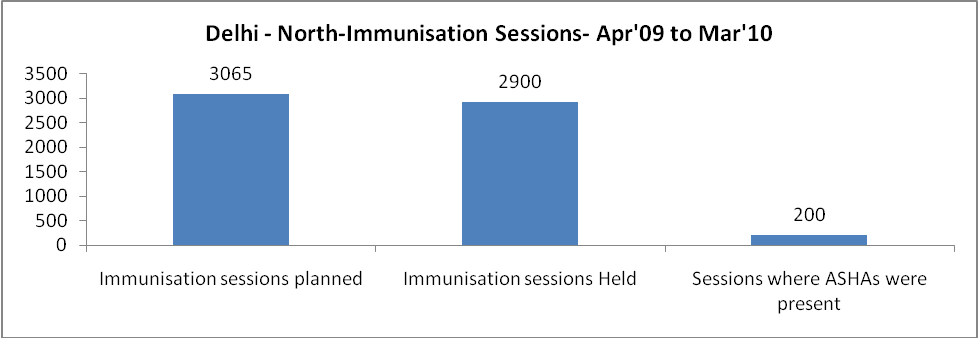 Delhi - North-Immunisation Sessions- Apr'09 to Mar'10
3500
3000
2500
2000
1500
1000
500
0
3065
2900
200
Immunisation sessions planned
Immunisation sessions Held
Sessions where ASHAs were
present